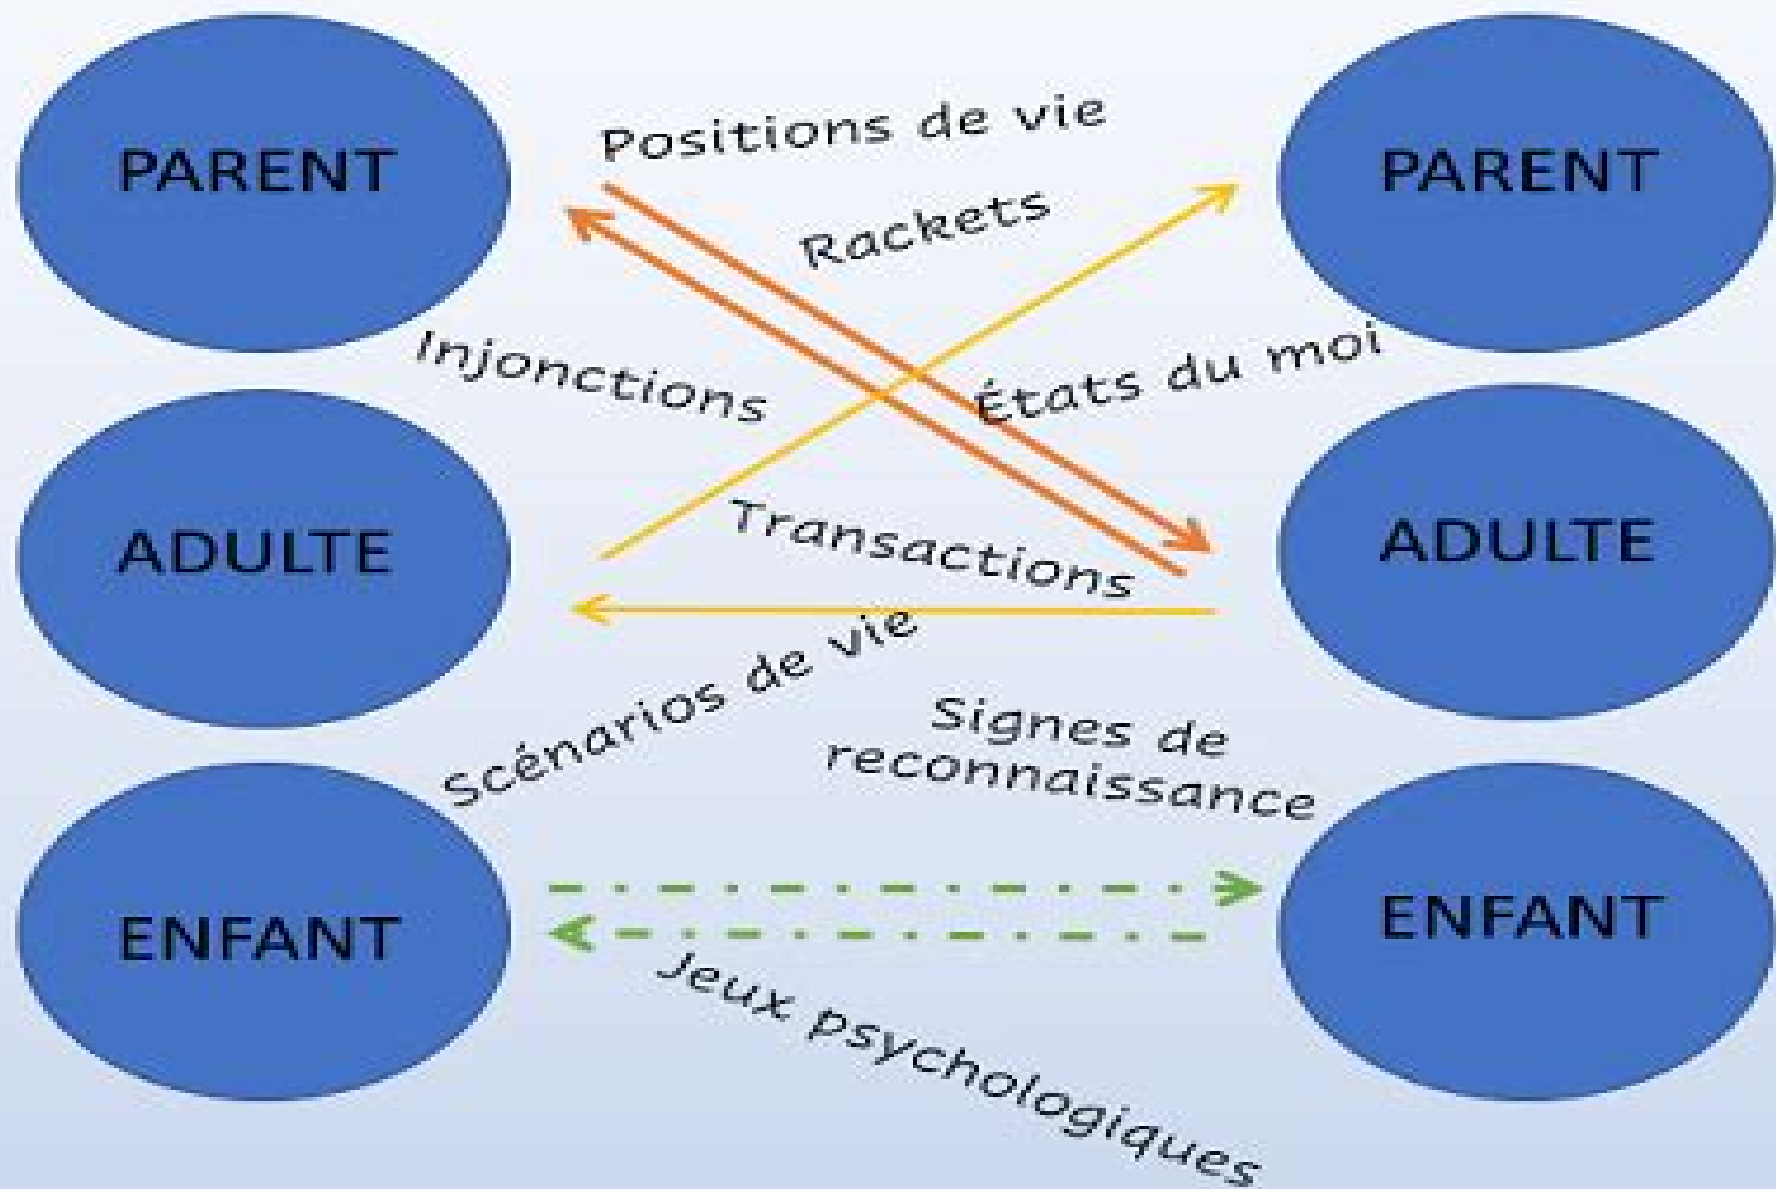 Positions de vie
PARENT
PARENT
Rackets
Injonctions
États du moi
ADULTE
ADULTE
Transactions
Scénarios de vie
Signes de
reconnaissance
ENFANT
ENFANT
Jeux psychologiques